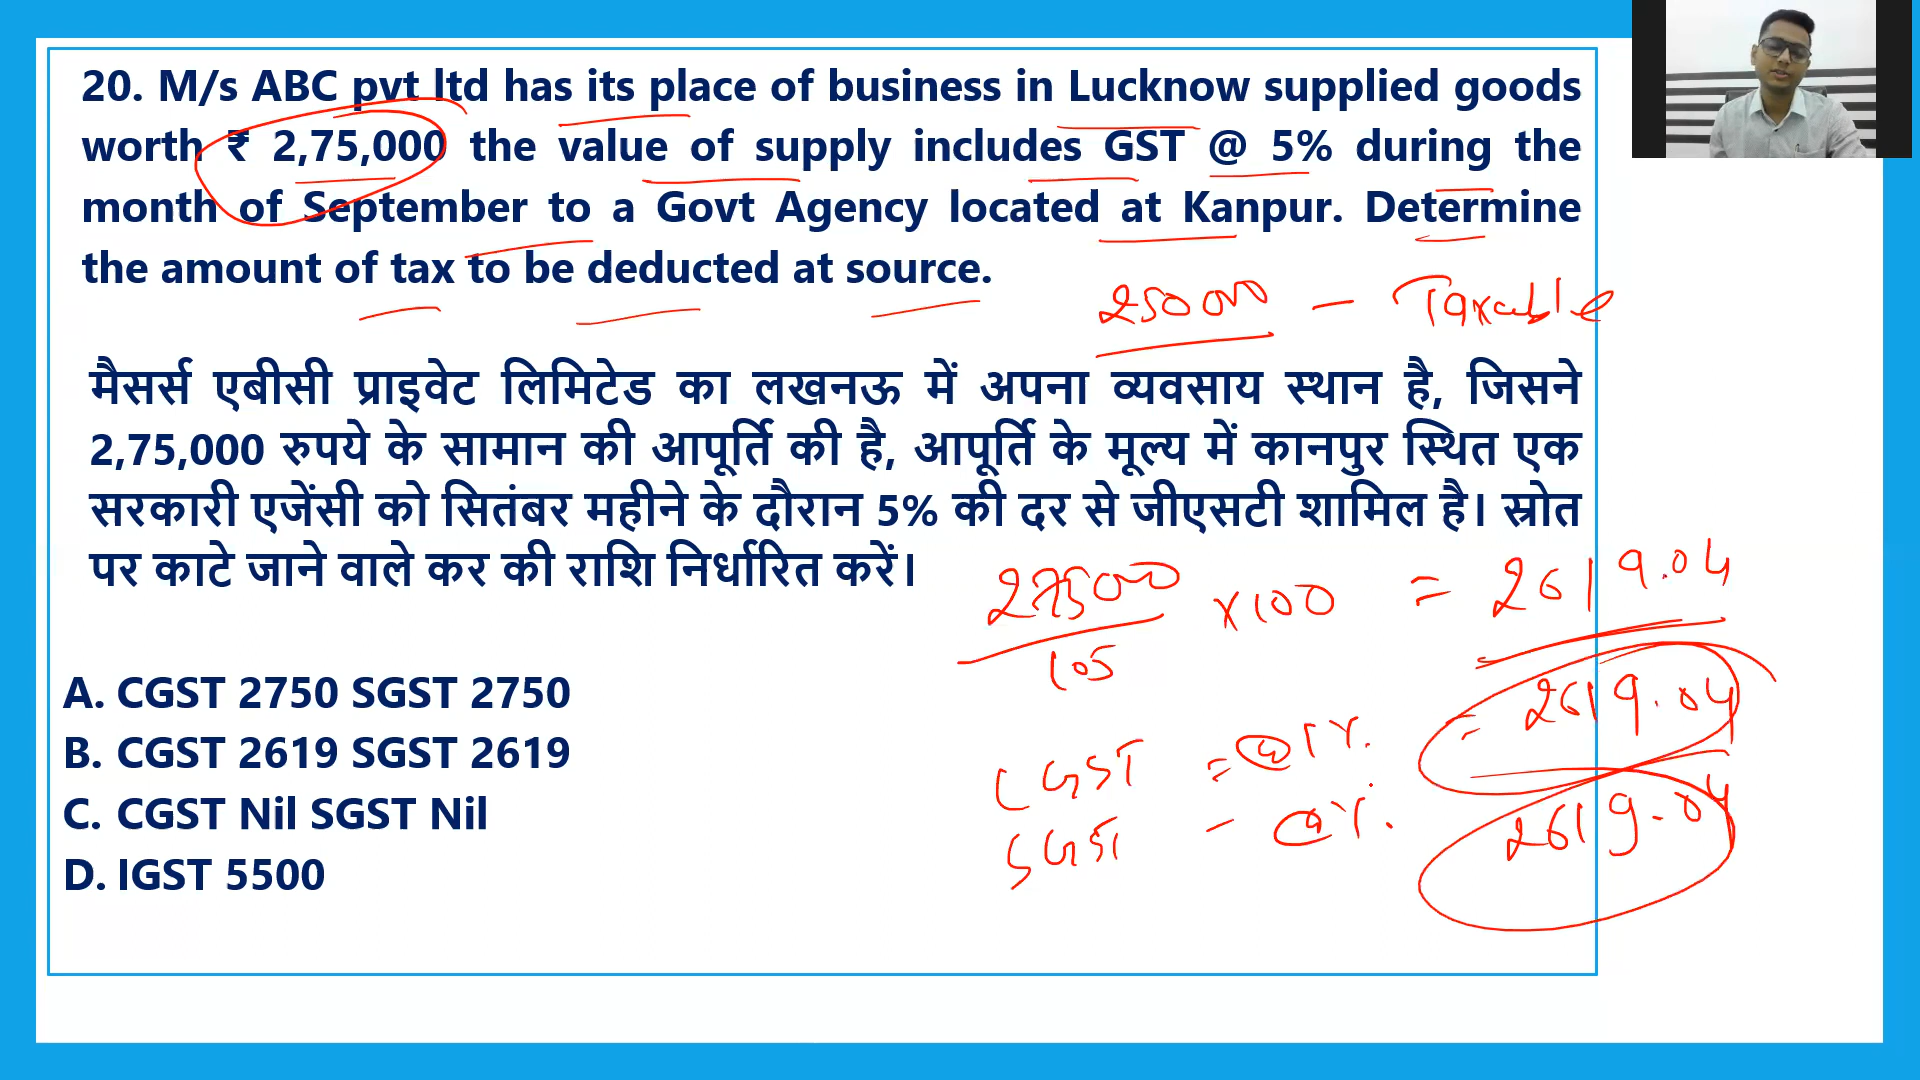 20. M/s ABC pvt ltd has its place of business in Lucknow supplied goods
worth ₹ 2,75,000 the value of supply includes GST @ 5% during the
month of September to a Govt Agency located at Kanpur. Determine
the amount of tax to be deducted at source.
250000 – Taxable
मैसर्स एबीसी प्राइवेट लिमिटेड का लखनऊ में अपना व्यवसाय स्थान है, जिसने
2,75,000 रुपये के सामान की आपूर्ति की है, आपूर्ति के मूल्य में कानपुर स्थित एक
सरकारी एजेंसी को सितंबर महीने के दौरान 5% की दर से जीएसटी शामिल है। स्रोत
पर काटे जाने वाले कर की राशि निर्धारित करें।
275000 x100 = 2619.04
105
A. CGST 2750 SGST 2750
B. CGST 2619 SGST 2619
C. CGST Nil SGST Nil
D. IGST 5500
CGST = @1%. = 2619.04
SGST – @1%. 2619.04